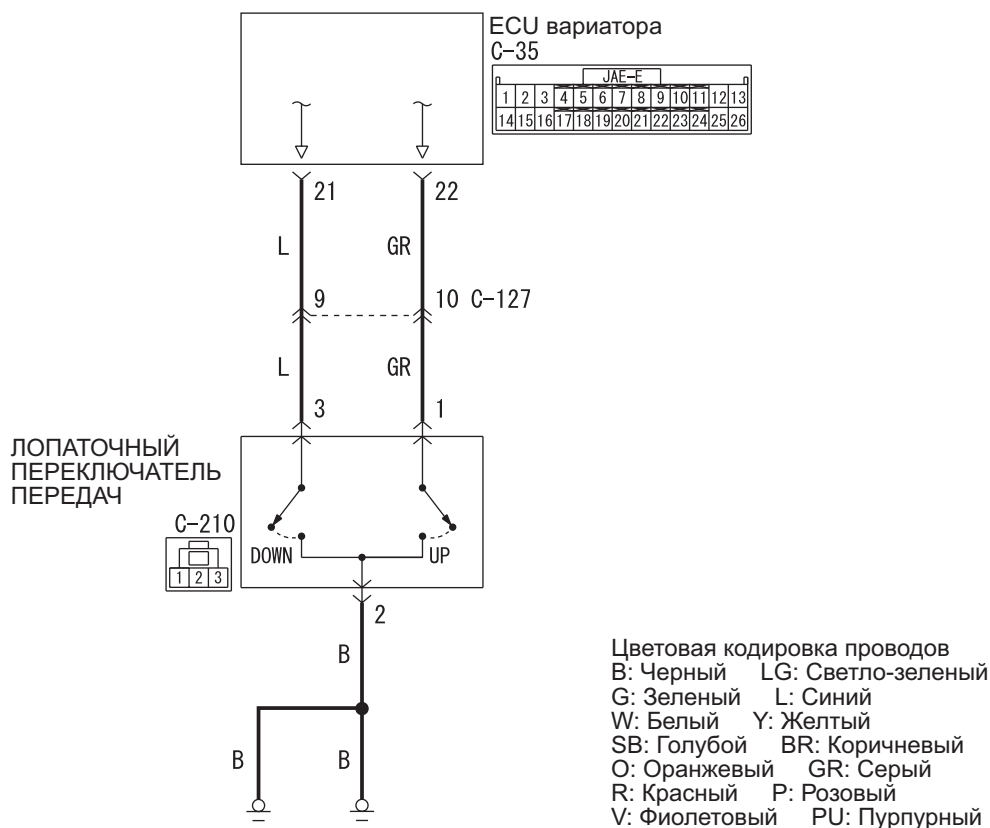 ECU вариатора
C-35
JAE-E
1 2 3 4 5 6 7 8 9 10 11 12 13
14 15 16 17 18 19 20 21 22 23 24 25 26
21 22
L GR
9 10 C-127
L GR
3 1
ЛОПАТОЧНЫЙ
ПЕРЕКЛЮЧАТЕЛЬ
ПЕРЕДАЧ
C-210
1 2 3
DOWN UP
2
B
B B
Цветовая кодировка проводов
B: Черный LG: Светло-зеленый
G: Зеленый L: Синий
W: Белый Y: Желтый
SB: Голубой BR: Коричневый
O: Оранжевый GR: Серый
R: Красный P: Розовый
V: Фиолетовый PU: Пурпурный